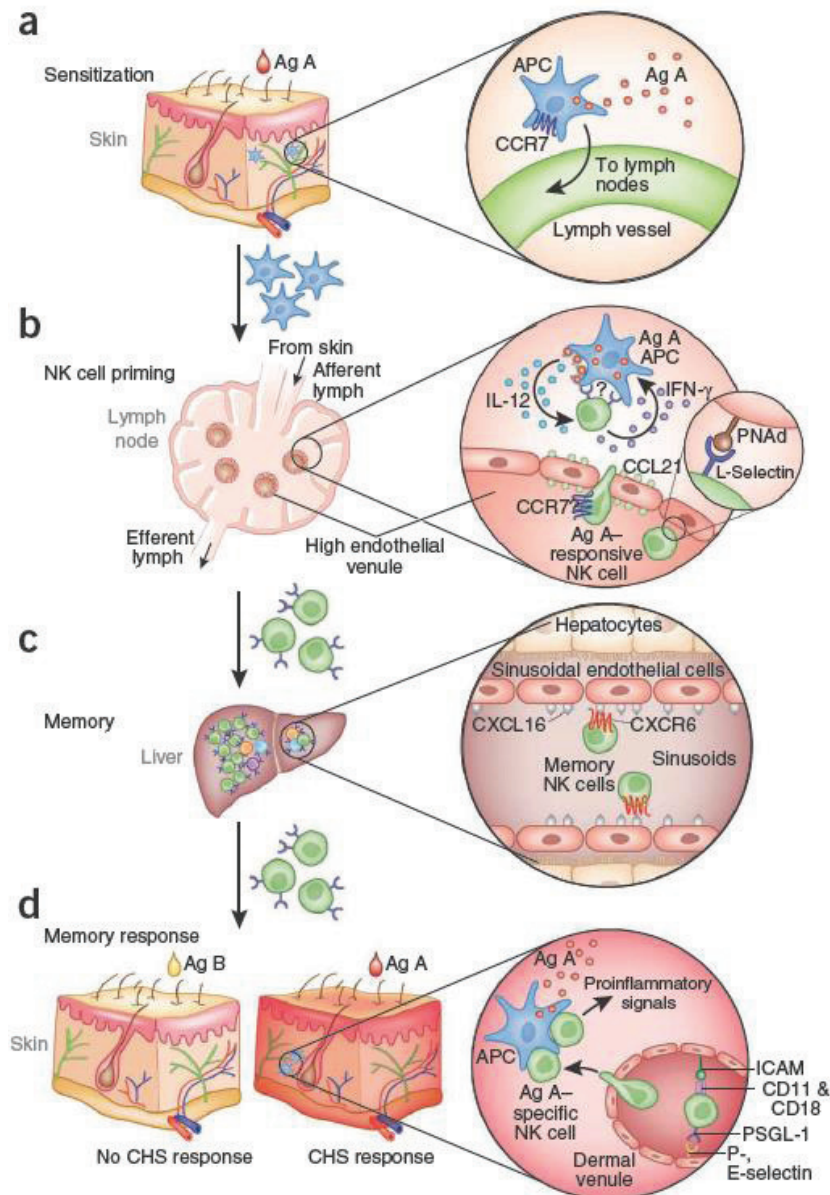 a
Ag A
Sensitization
Skin
APC
Ag A
CCR7
To lymph
nodes
Lymph vessel
b
From skin
NK cell priming
Afferent
lymph
Lymph
node
Efferent
lymph
High endothelial
venule
Ag A
APC
?
IL-12
IFN-γ
PNAd
L-Selectin
CCL21
CCR7?
Ag A–
responsive
NK cell
c
Memory
Liver
Hepatocytes
Sinusoidal endothelial cells
CXCL16
CXCR6
Memory
NK cells
Sinusoids
d
Memory response
Ag B
Ag A
Skin
No CHS response
CHS response
Ag A
Proinflammatory
signals
APC
Ag A–
specific
NK cell
Dermal
venule
ICAM
CD11 &
CD18
PSGL-1
P-,
E-selectin